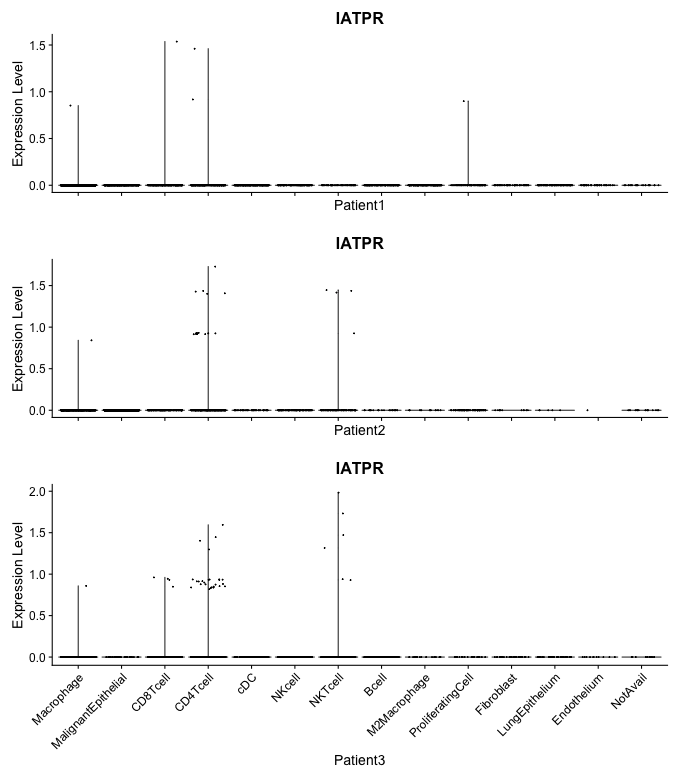 IATPR
Expression Level
1.5
1.0
0.5
0.0
Patient1
IATPR
Expression Level
1.5
1.0
0.5
0.0
Patient2
IATPR
Expression Level
2.0
1.5
1.0
0.5
0.0
Macrophage
MalignantEpithelial
CD8Tcell
CD4Tcell
cDC
NKcell
NKTcell
Bcell
M2Macrophage
ProliferatingCell
Fibroblast
LungEpithelium
Endothelium
NotAvail
Patient3